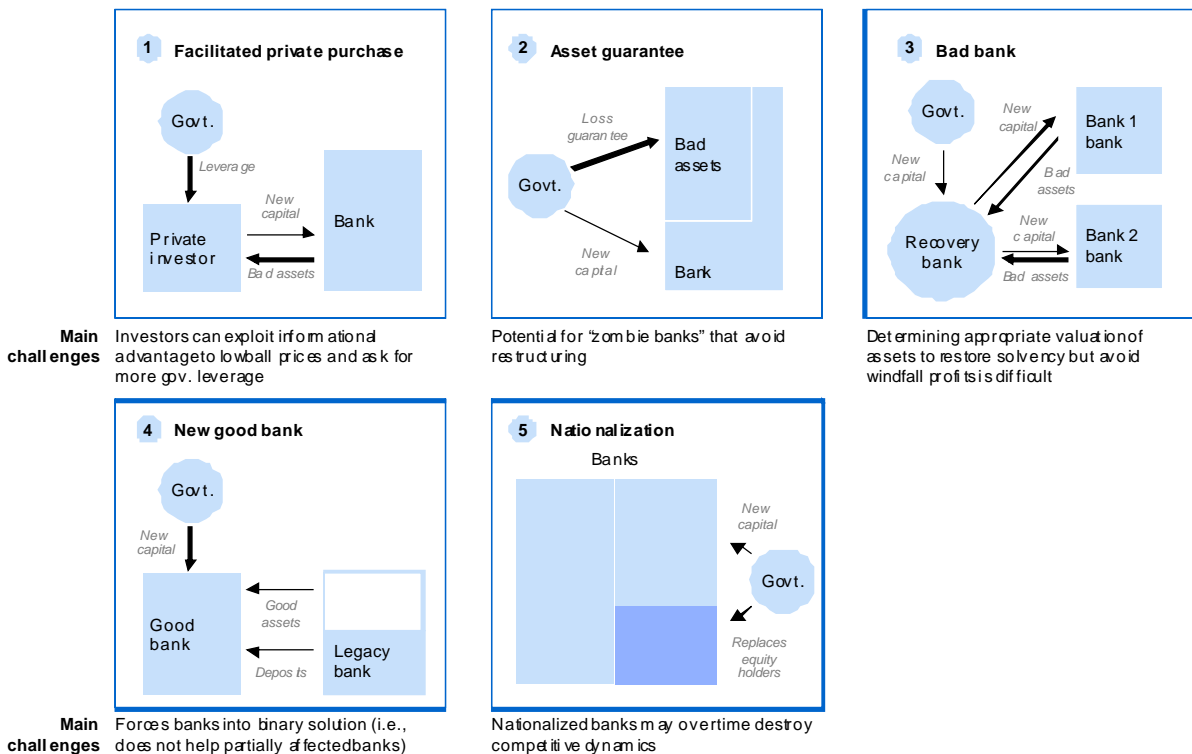 1 Facilitated private purchase
Govt.
Leverage
New
capital
Private
investor
Bank
Bad assets
Main
challenges
Investors can exploit informational
advantage to lowball prices and ask for
more gov. leverage
2 Asset guarantee
Loss
guarantee
Bad
assets
Govt.
New
captial
Bank
Potential for “zombie banks” that avoid
restructuring
3 Bad bank
Govt.
New
capital
Bank 1
bank
New
capital
Bad
assets
Recovery
bank
New
capital
Bank 2
bank
Bad assets
Determining appropriate valuation of
assets to restore solvency but avoid
windfall profits is difficult
4 New good bank
Govt.
New
capital
Good
assets
Good
bank
Legacy
bank
Deposits
Main
challenges
Forces banks into binary solution (i.e.,
does not help partially affected banks)
5 Nationalization
Banks
New
capital
Govt.
Replaces
equity
holders
Nationalized banks may over time destroy
competitive dynamics